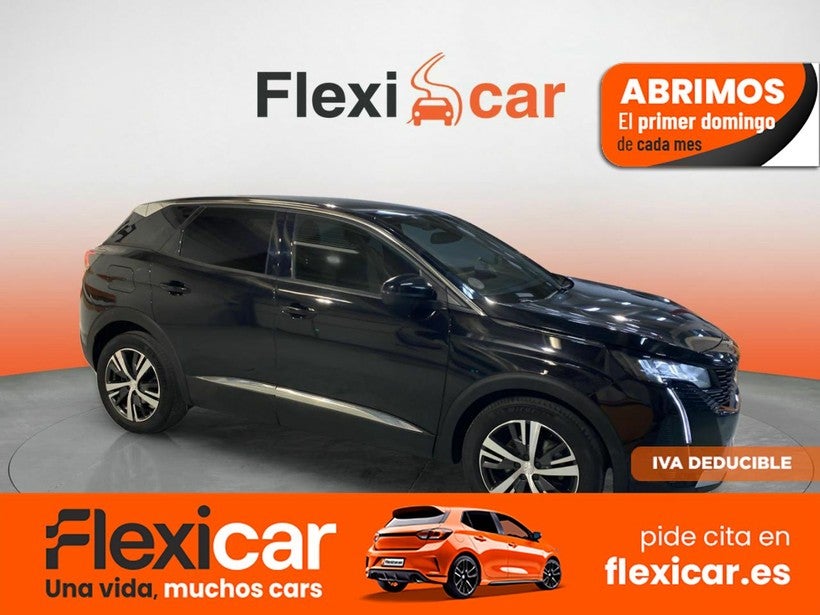 Flexicar
ABRIMOS
El primer domingo
de cada mes
IVA DEDUCIBLE
Flexicar
Una vida, muchos cars
pide cita en
flexicar.es